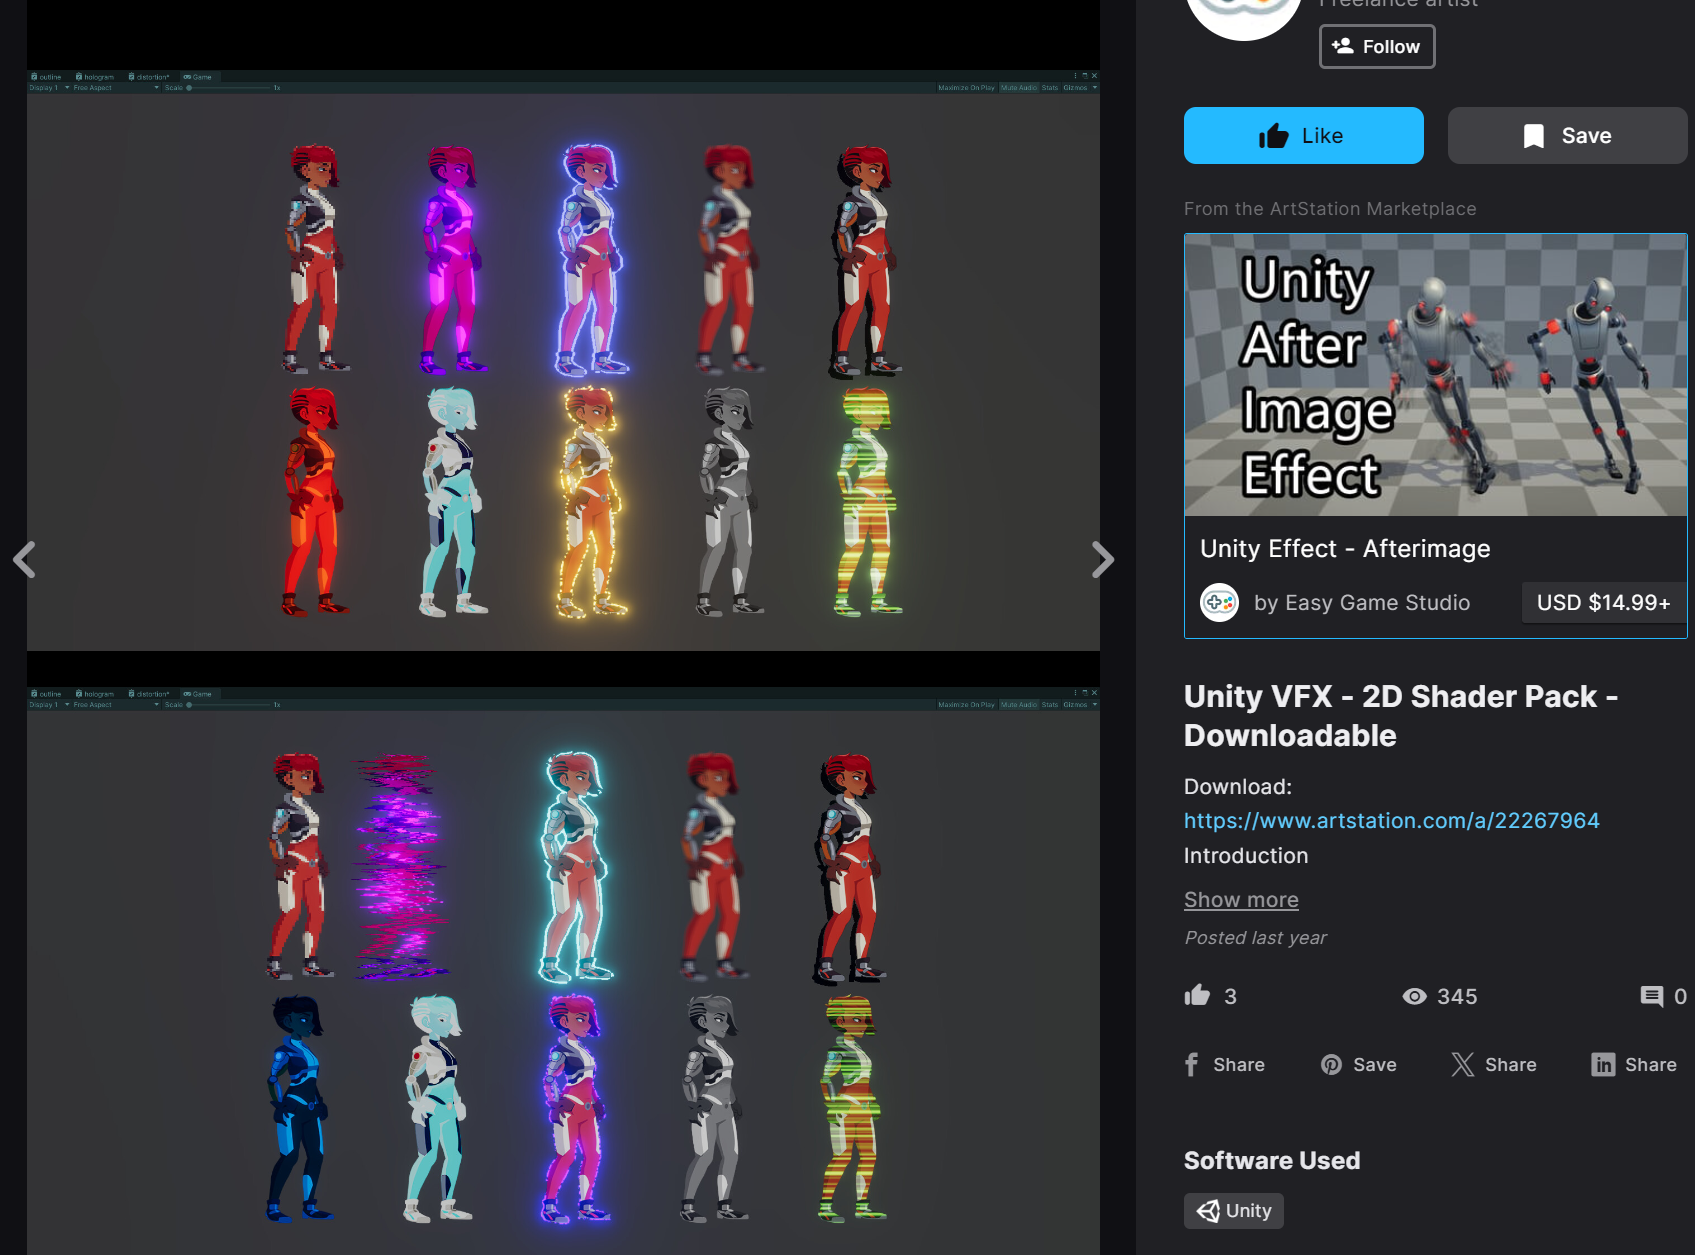 outline hologram distortion* Game
Display 1 Free Aspect Scale 1x Maximize On Play Mute Audio Stats Gizmos
outline hologram distortion* Game
Display 1 Free Aspect Scale 1x Maximize On Play Mute Audio Stats Gizmos
Freelance artist
Follow
Like Save
From the ArtStation Marketplace
Unity
After
Image
Effect
Unity Effect - Afterimage
by Easy Game Studio USD $14.99+
Unity VFX - 2D Shader Pack -
Downloadable
Download:
https://www.artstation.com/a/22267964
Introduction
Show more
Posted last year
3 345 0
Share Save Share Share
Software Used
Unity